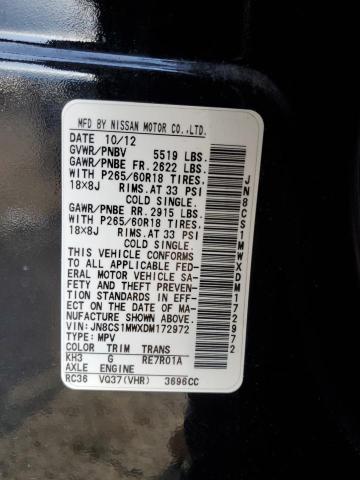 MFD BY NISSAN MOTOR CO.,LTD.
DATE 10/12
GVWR/PNBV 5519 LBS.
GAWR/PNBE FR. 2622 LBS.
WITH P265/60R18 TIRES.
18X8J RIMS.AT 33 PSI
COLD SINGLE.
GAWR/PNBE RR. 2915 LBS.
WITH P265/60R18 TIRES.
18X8J RIMS.AT 33 PSI
COLD SINGLE.
THIS VEHICLE CONFORMS
TO ALL APPLICABLE FED-
ERAL MOTOR VEHICLE SA-
FETY AND THEFT PREVEN-
TION STANDARDS IN EFF-
ECT ON THE DATE OF MA-
NUFACTURE SHOWN ABOVE.
VIN:JN8CS1MWXDM172972
TYPE: MPV
COLOR TRIM TRANS
KH3 G RE7R01A
AXLE ENGINE
RC36 VQ37(VHR) 3696CC
JN8CS1MWXDM172972